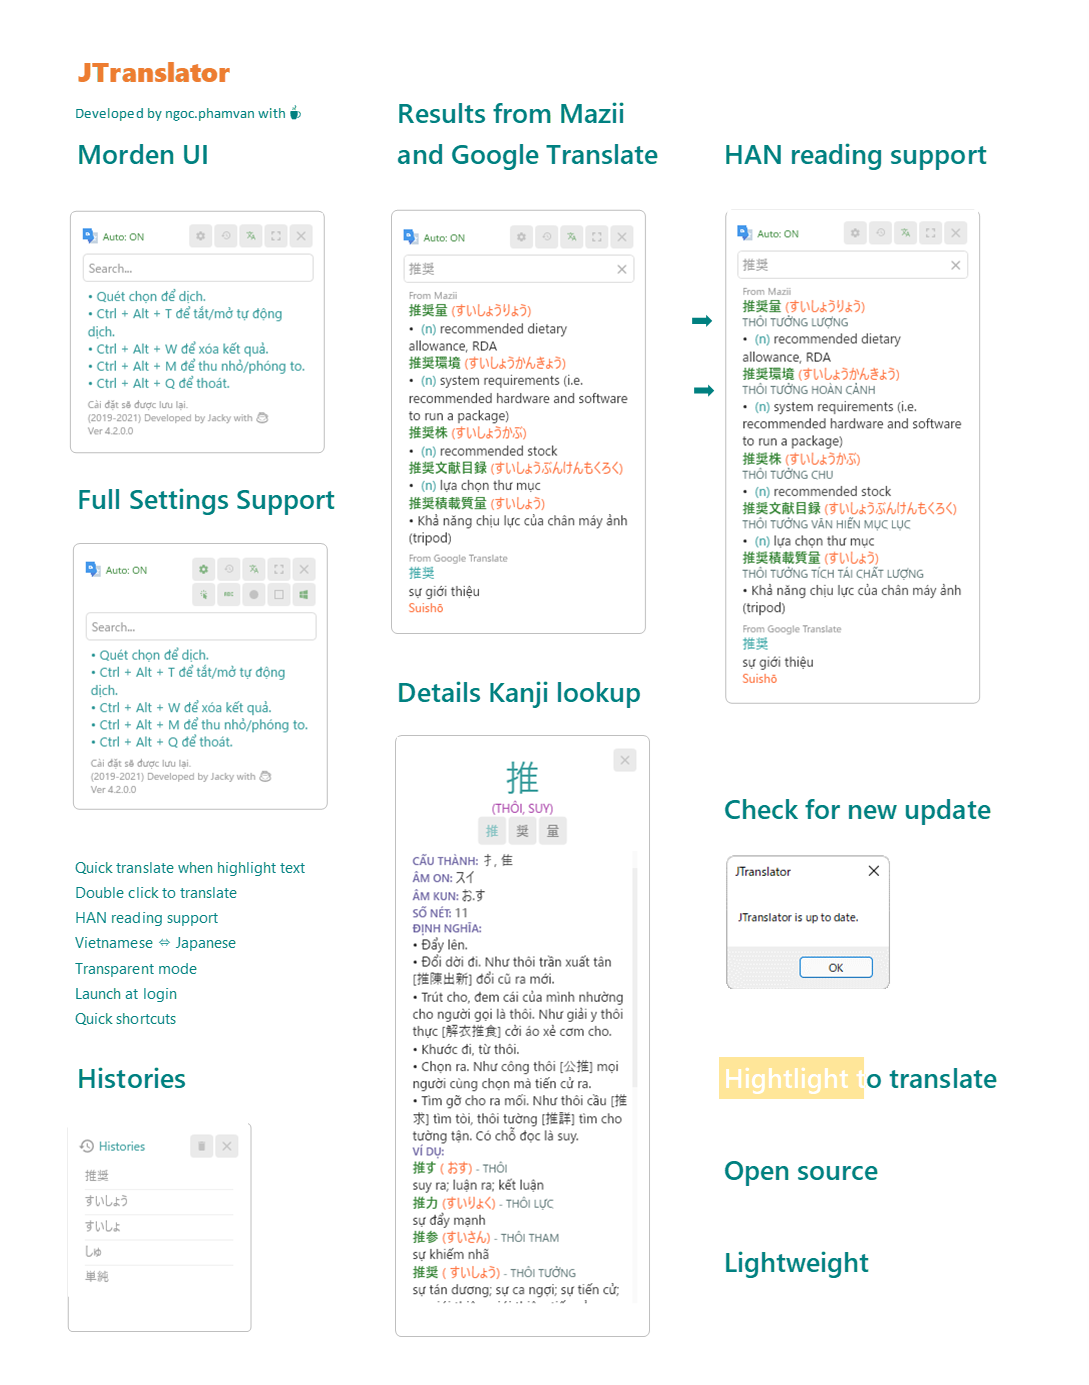 JTranslator
Developed by ngoc.phamvan with
Morden UI
Auto: ON
Search...
• Quét chọn để dịch.
• Ctrl + Alt + T để tắt/mở tự động
dịch.
• Ctrl + Alt + W để xóa kết quả.
• Ctrl + Alt + M để thu nhỏ/phóng to.
• Ctrl + Alt + Q để thoát.
Cài đặt sẽ được lưu lại.
(2019-2021) Developed by Jacky with
Ver 4.2.0.0
Full Settings Support
Auto: ON
REC
Search...
• Quét chọn để dịch.
• Ctrl + Alt + T để tắt/mở tự động
dịch.
• Ctrl + Alt + W để xóa kết quả.
• Ctrl + Alt + M để thu nhỏ/phóng to.
• Ctrl + Alt + Q để thoát.
Cài đặt sẽ được lưu lại.
(2019-2021) Developed by Jacky with
Ver 4.2.0.0
Quick translate when highlight text
Double click to translate
HAN reading support
Vietnamese ⇔ Japanese
Transparent mode
Launch at login
Quick shortcuts
Histories
Histories
推奨
すいしょう
すいしょ
しゅ
単純
Results from Mazii
and Google Translate
Auto: ON
推奨
From Mazii
推奨量 (すいしょうりょう)
• (n) recommended dietary
allowance, RDA
推奨環境 (すいしょうかんきょう)
• (n) system requirements (i.e.
recommended hardware and software
to run a package)
推奨株 (すいしょうかぶ)
• (n) recommended stock
推奨文献目録 (すいしょうぶんけんもくろく)
• (n) lựa chọn thư mục
推奨積載質量 (すいしょう)
• Khả năng chịu lực của chân máy ảnh
(tripod)
From Google Translate
推奨
sự giới thiệu
Suishō
Details Kanji lookup
推
(THÔI, SUY)
推 奨 量
CẤU THÀNH: 扌, 隹
ÂM ON: スイ
ÂM KUN: お.す
SỐ NÉT: 11
ĐỊNH NGHĨA:
• Đẩy lên.
• Đổi dời đi. Như thôi trần xuất tân
[推陳出新] đổi cũ ra mới.
• Trút cho, đem cái của mình nhường
cho người gọi là thôi. Như giải y thôi
thực [解衣推食] cởi áo xẻ cơm cho.
• Khước đi, từ thôi.
• Chọn ra. Như công thôi [公推] mọi
người cùng chọn mà tiến cử ra.
• Tìm gỡ cho ra mối. Như thôi cầu [推
求] tìm tòi, thôi tường [推詳] tìm cho
tường tận. Có chỗ đọc là suy.
VÍ DỤ:
推す ( おす) - THÔI
suy ra; luận ra; kết luận
推力 (すいりょく) - THÔI LỰC
sự đẩy mạnh
推参 (すいさん) - THÔI THAM
sự khiếm nhã
推奨 ( すいしょう) - THÔI TƯỞNG
sự tán dương; sự ca ngợi; sự tiến cử;
HAN reading support
Auto: ON
推奨
From Mazii
推奨量 (すいしょうりょう)
THÔI TƯỞNG LƯỢNG
• (n) recommended dietary
allowance, RDA
推奨環境 (すいしょうかんきょう)
THÔI TƯỞNG HOÀN CẢNH
• (n) system requirements (i.e.
recommended hardware and software
to run a package)
推奨株 (すいしょうかぶ)
THÔI TƯỞNG CHU
• (n) recommended stock
推奨文献目録 (すいしょうぶんけんもくろく)
THÔI TƯỞNG VĂN HIẾN MỤC LỤC
• (n) lựa chọn thư mục
推奨積載質量 (すいしょう)
THÔI TƯỞNG TÍCH TÁI CHẤT LƯỢNG
• Khả năng chịu lực của chân máy ảnh
(tripod)
From Google Translate
推奨
sự giới thiệu
Suishō
Check for new update
JTranslator
JTranslator is up to date.
OK
Hightlight to translate
Open source
Lightweight